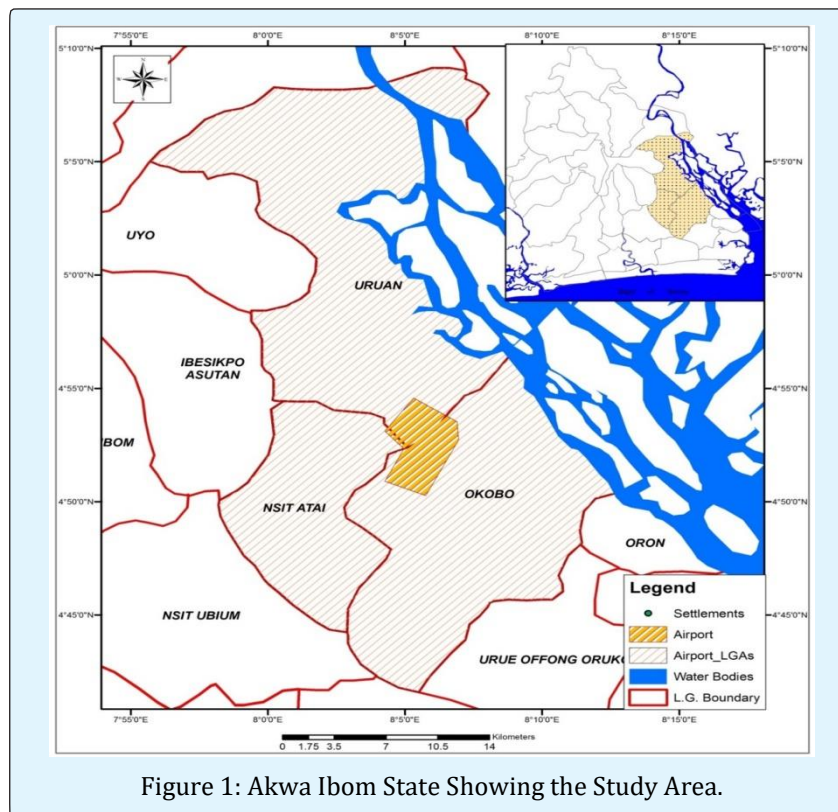 7°55'0"E 8°0'0"E 8°5'0"E 8°10'0"E 8°15'0"E
5°10'0"N 5°10'0"N
5°5'0"N 5°5'0"N
UYO
5°0'0"N 5°0'0"N
URUAN
IBESIKPO
ASUTAN
4°55'0"N 4°55'0"N
IBOM
4°50'0"N 4°50'0"N
NSIT ATAI
OKOBO
ORON
Legend
Settlements
Airport
Airport_LGAs
Water Bodies
L.G. Boundary
4°45'0"N 4°45'0"N
NSIT UBIUM
URUE OFFONG ORUKO
7°55'0"E 8°0'0"E 8°5'0"E 8°10'0"E 8°15'0"E
Kilometers
0 1.75 3.5 7 10.5 14
Figure 1: Akwa Ibom State Showing the Study Area.